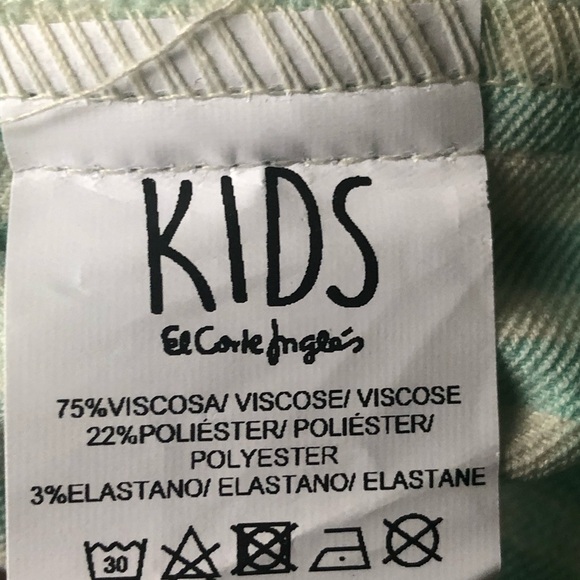 KIDS
El Corte Inglés
75%VISCOSA/ VISCOSE/ VISCOSE
22%POLIÉSTER/ POLIÉSTER/
POLYESTER
3%ELASTANO/ ELASTANO/ ELASTANE
30